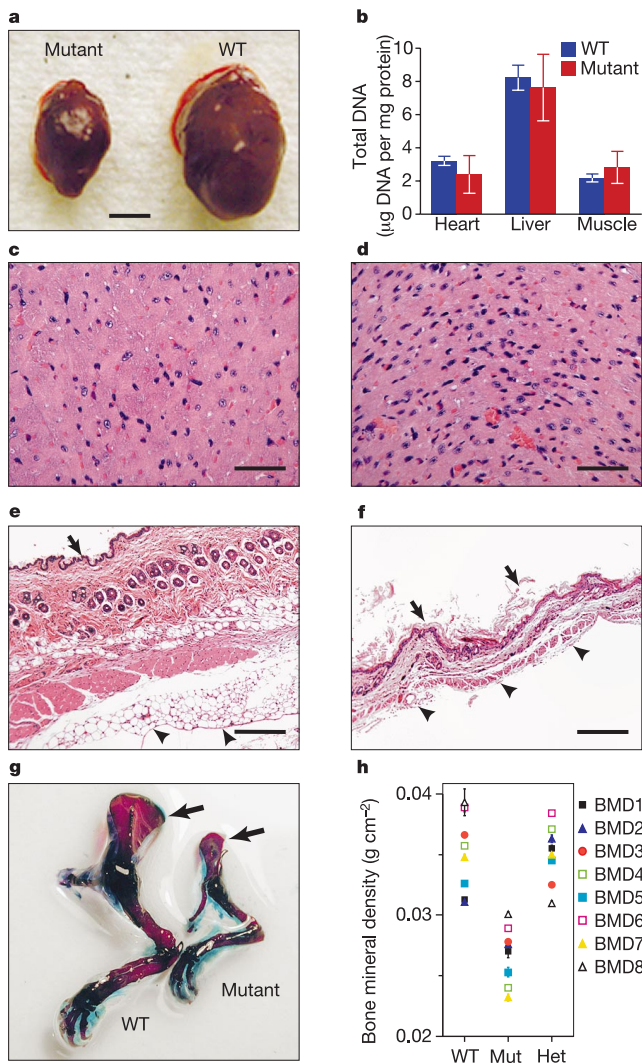 a
Mutant
WT
b
Total DNA
(μg DNA per mg protein)
10
8
6
4
2
0
WT
Mutant
Heart
Liver
Muscle
c
d
e
f
g
WT
Mutant
h
Bone mineral density (g cm⁻²)
0.04
0.03
0.02
WT
Mut
Het
BMD1
BMD2
BMD3
BMD4
BMD5
BMD6
BMD7
BMD8